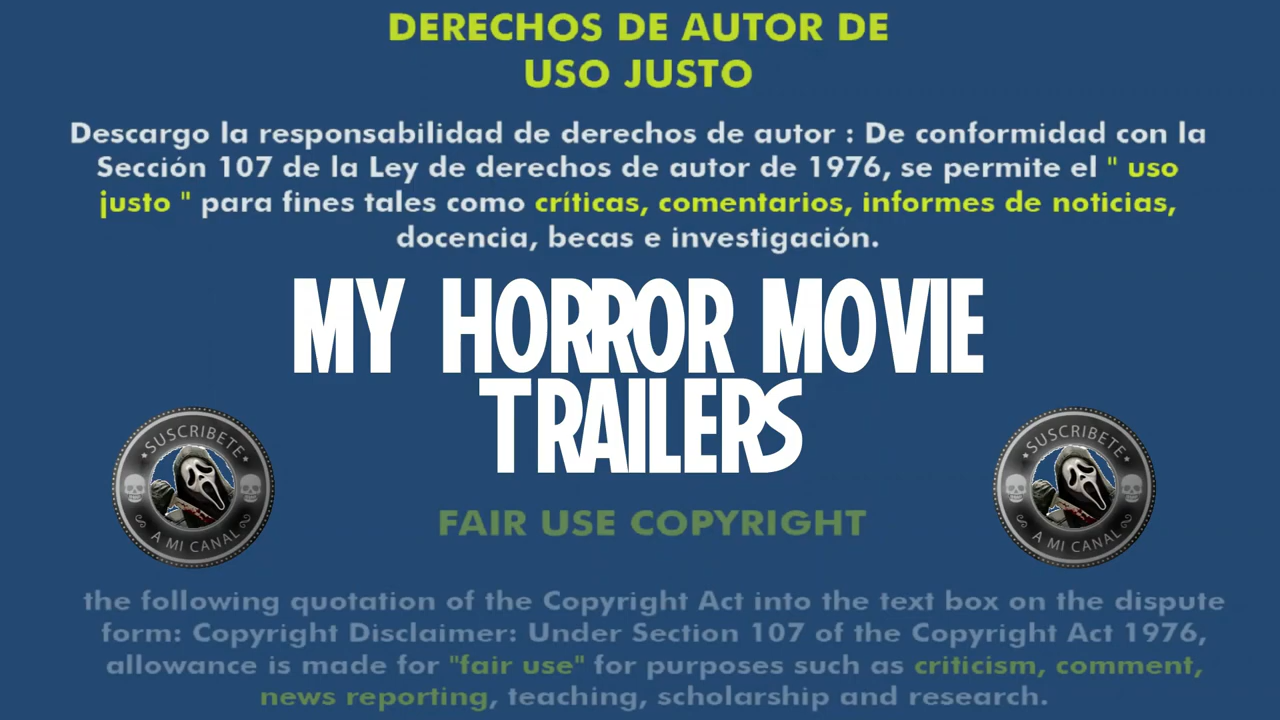 DERECHOS DE AUTOR DE
USO JUSTO
Descargo la responsabilidad de derechos de autor : De conformidad con la
Sección 107 de la Ley de derechos de autor de 1976, se permite el " uso
justo " para fines tales como críticas, comentarios, informes de noticias,
docencia, becas e investigación.
MY HORROR MOVIE
TRAILERS
SUSCRIBETE
A MI CANAL
SUSCRIBETE
A MI CANAL
FAIR USE COPYRIGHT
the following quotation of the Copyright Act into the text box on the dispute
form: Copyright Disclaimer: Under Section 107 of the Copyright Act 1976,
allowance is made for "fair use" for purposes such as criticism, comment,
news reporting, teaching, scholarship and research.